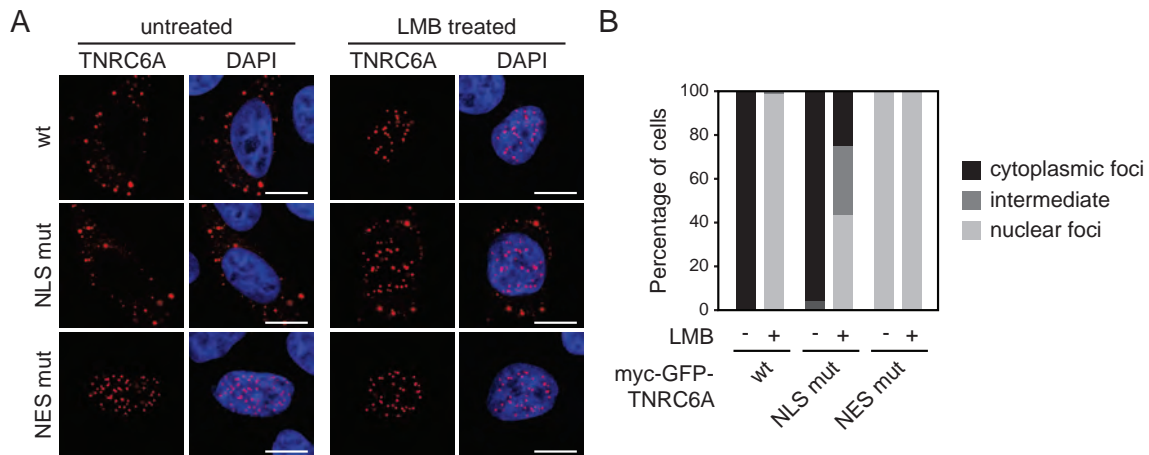 A
untreated
LMB treated
TNRC6A
DAPI
TNRC6A
DAPI
wt
NLS mut
NES mut
B
Percentage of cells
100
80
60
40
20
0
LMB
- + - + - +
myc-GFP-
TNRC6A
wt
NLS mut
NES mut
cytoplasmic foci
intermediate
nuclear foci